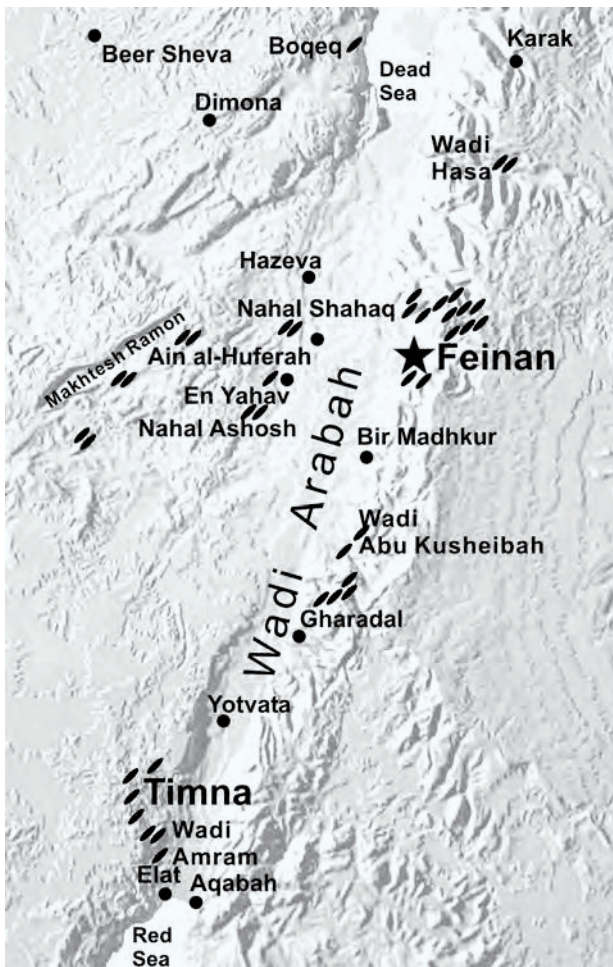 Beer Sheva
Boqeq
Karak
Dead
Sea
Dimona
Wadi
Hasa
Hazeva
Nahal Shahaq
Makhtesh Ramon
Ain al-Huferah
Feinan
En Yahav
Nahal Ashosh
Wadi Arabah
Bir Madhkur
Wadi
Abu Kusheibah
Gharadal
Yotvata
Timna
Wadi
Amram
Elat
Aqabah
Red
Sea